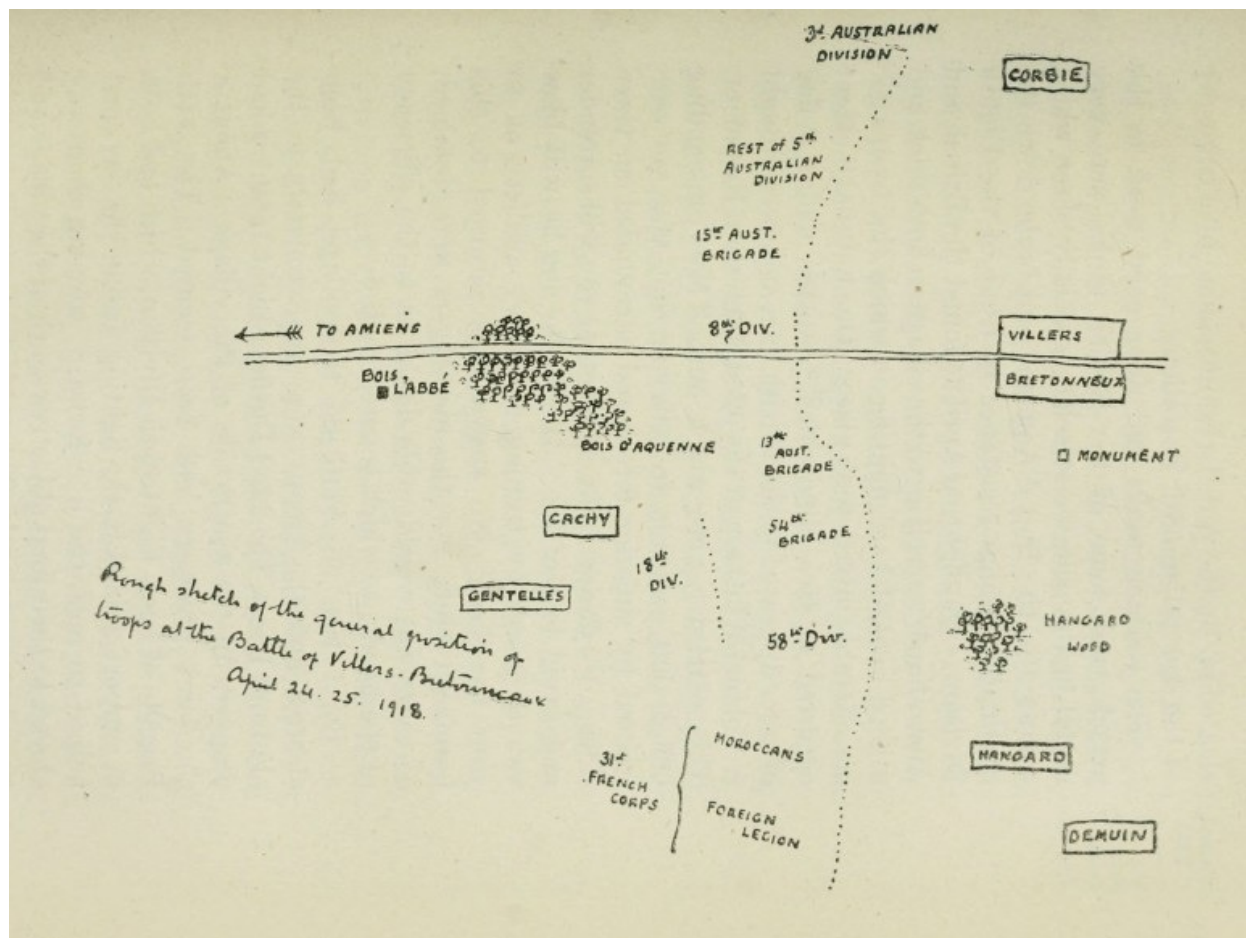 3d AUSTRALIAN
DIVISION
CORBIE
REST of 5th
AUSTRALIAN
DIVISION
15th AUST.
BRIGADE
TO AMIENS
8th DIV.
VILLERS
BRETONNEUX
BOIS
L'ABBÉ
BOIS D'AQUENNE
13th
AUST.
BRIGADE
MONUMENT
CACHY
54th
BRIGADE
18th
DIV.
GENTELLES
58th Div.
HANGARD
WOOD
Rough sketch of the general position of
troops at the Battle of Villers-Bretonneaux
April 24. 25. 1918.
31st
FRENCH
CORPS
MOROCCANS
FOREIGN
LEGION
HANGARD
DEMUIN